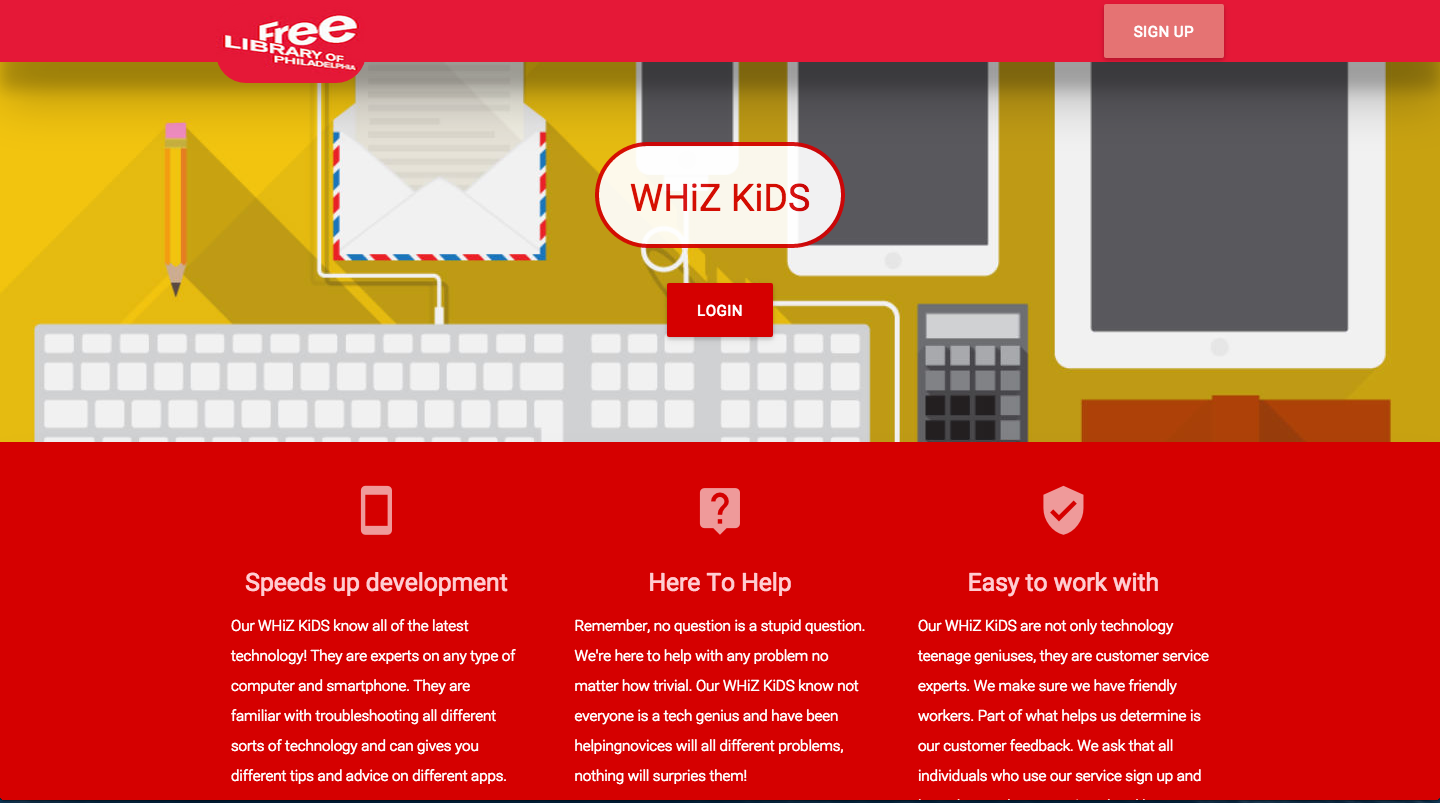 Free
LIBRARY OF
PHILADELPHIA
SIGN UP
WHiZ KiDS
LOGIN
Speeds up development
Our WHiZ KiDS know all of the latest
technology! They are experts on any type of
computer and smartphone. They are
familiar with troubleshooting all different
sorts of technology and can gives you
different tips and advice on different apps.
Here To Help
Remember, no question is a stupid question.
We're here to help with any problem no
matter how trivial. Our WHiZ KiDS know not
everyone is a tech genius and have been
helpingnovices will all different problems,
nothing will surpries them!
Easy to work with
Our WHiZ KiDS are not only technology
teenage geniuses, they are customer service
experts. We make sure we have friendly
workers. Part of what helps us determine is
our customer feedback. We ask that all
individuals who use our service sign up and